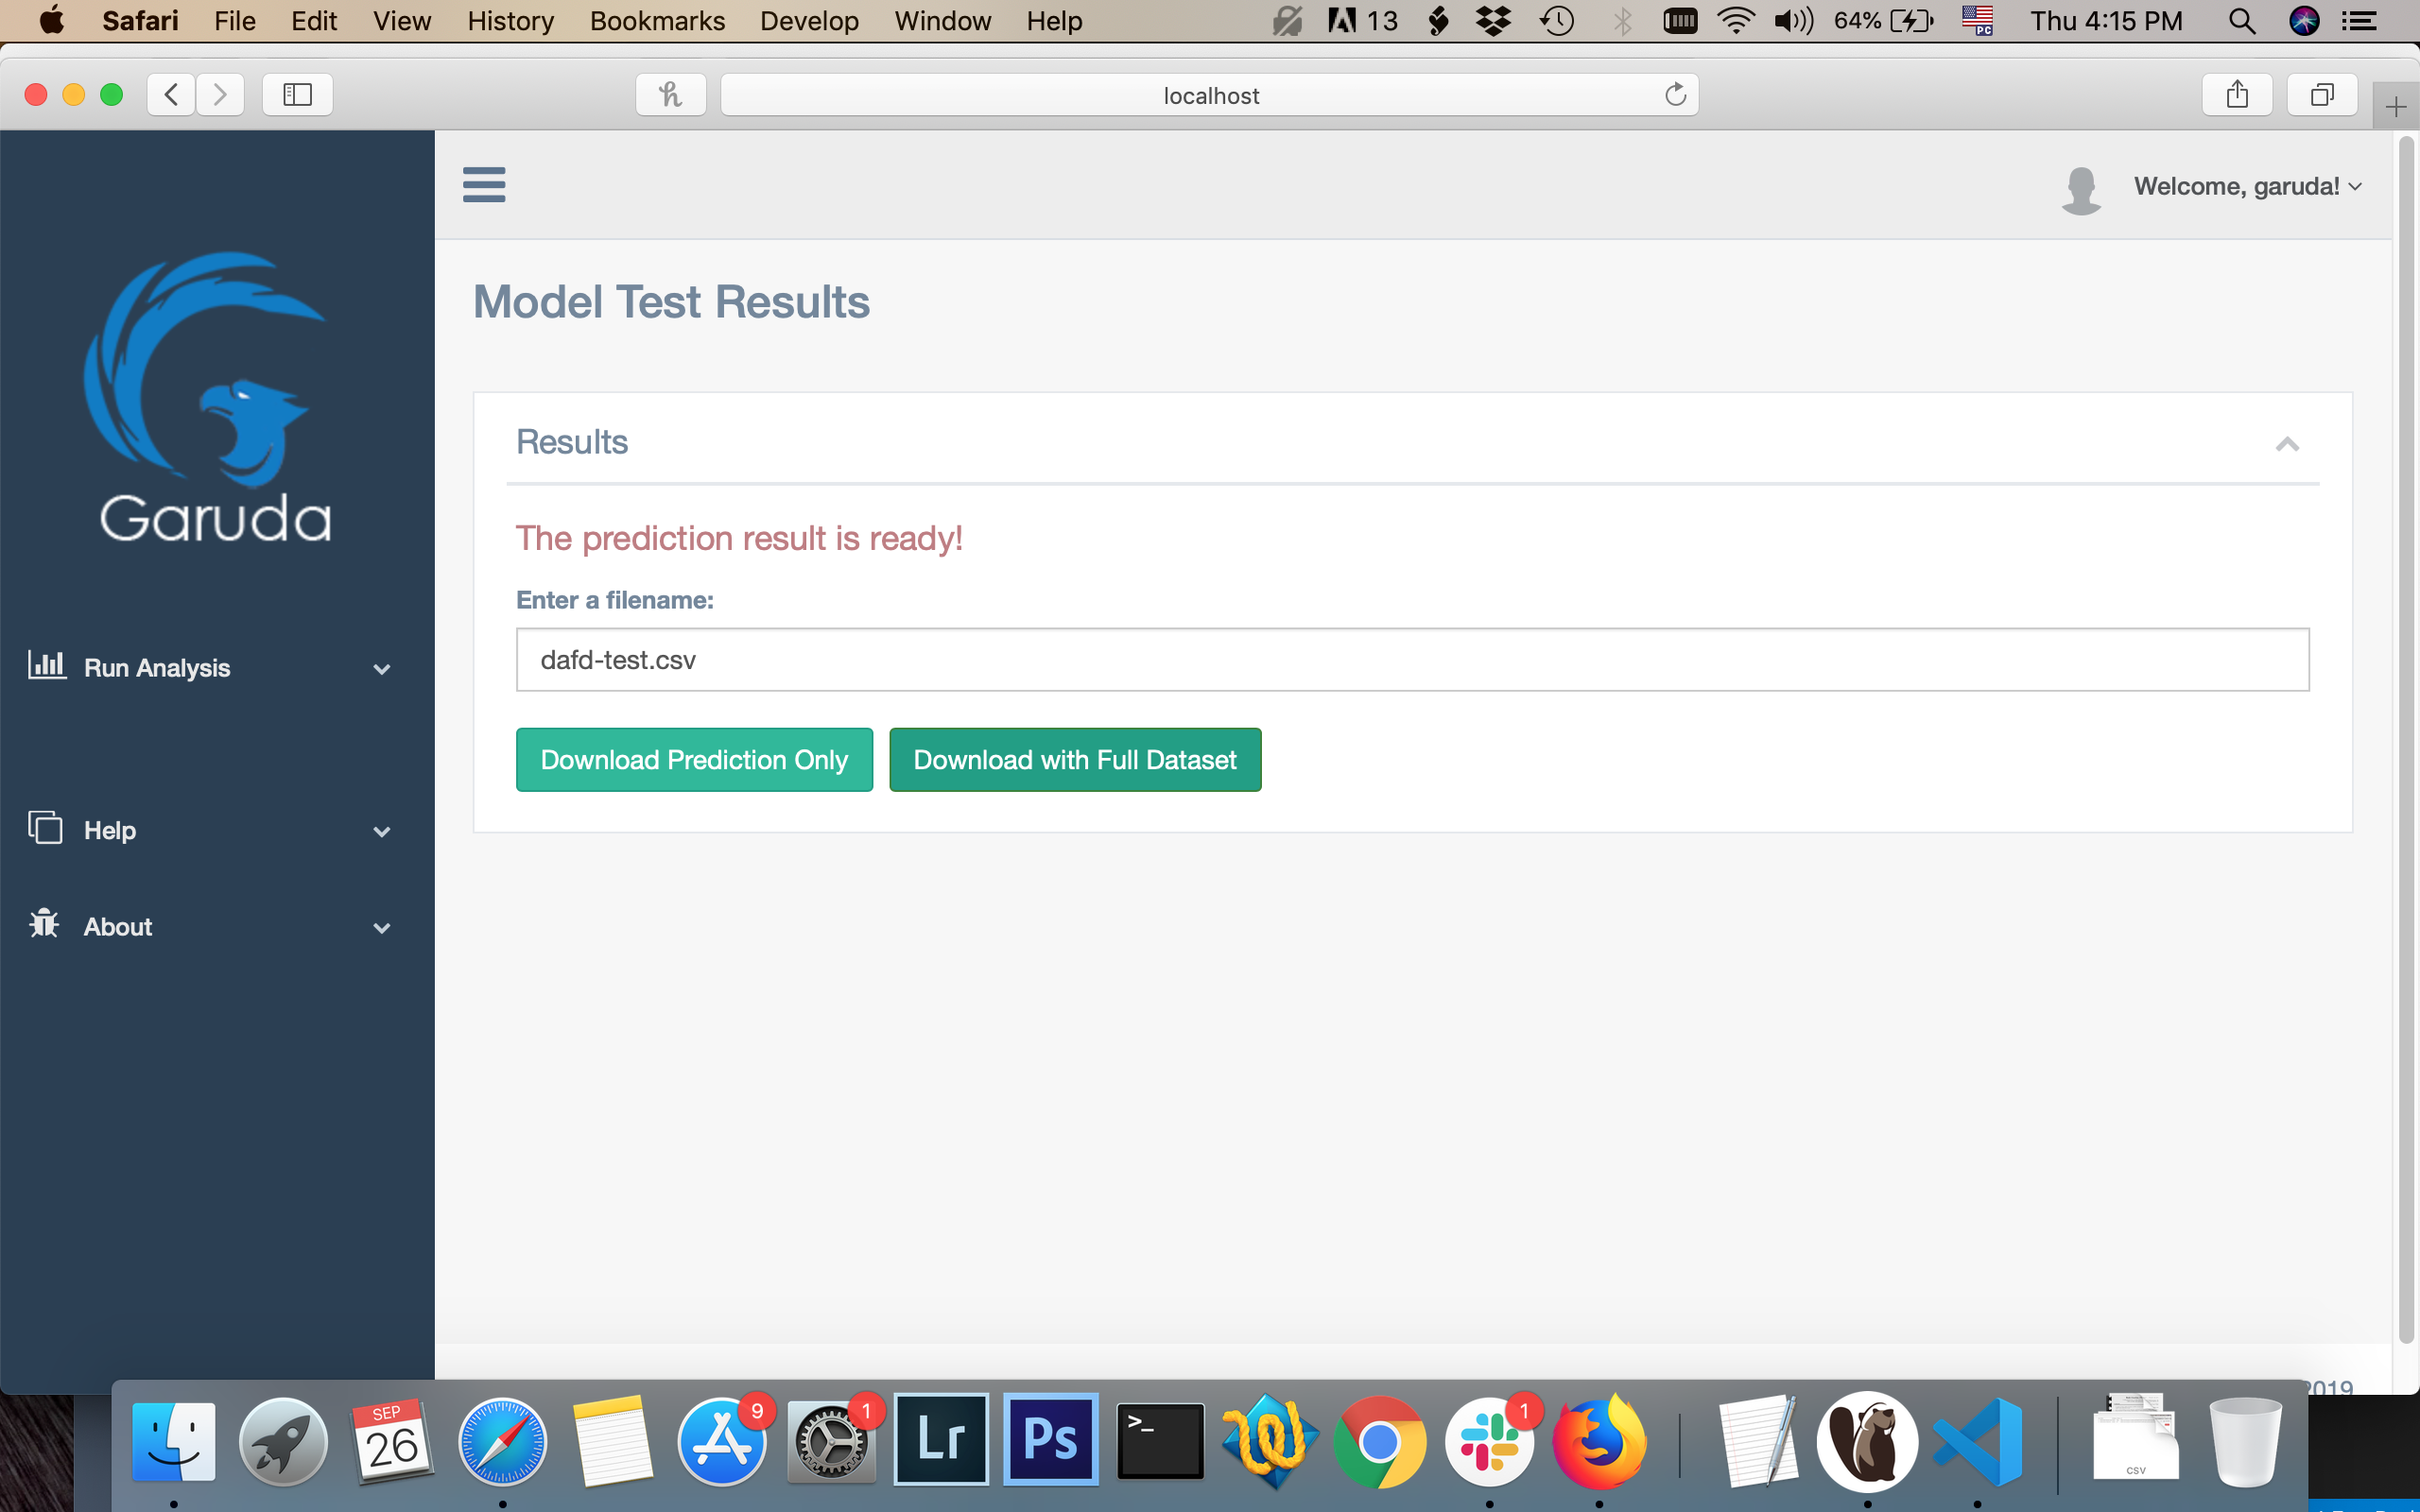 Safari File Edit View History Bookmarks Develop Window Help 13 64% PC Thu 4:15 PM
localhost
Welcome, garuda!
Model Test Results
Garuda
Results
The prediction result is ready!
Enter a filename:
dafd-test.csv
Run Analysis
Download Prediction Only Download with Full Dataset
Help
About
2019
SEP
26
9
1
Lr
Ps
>_
1
CSV